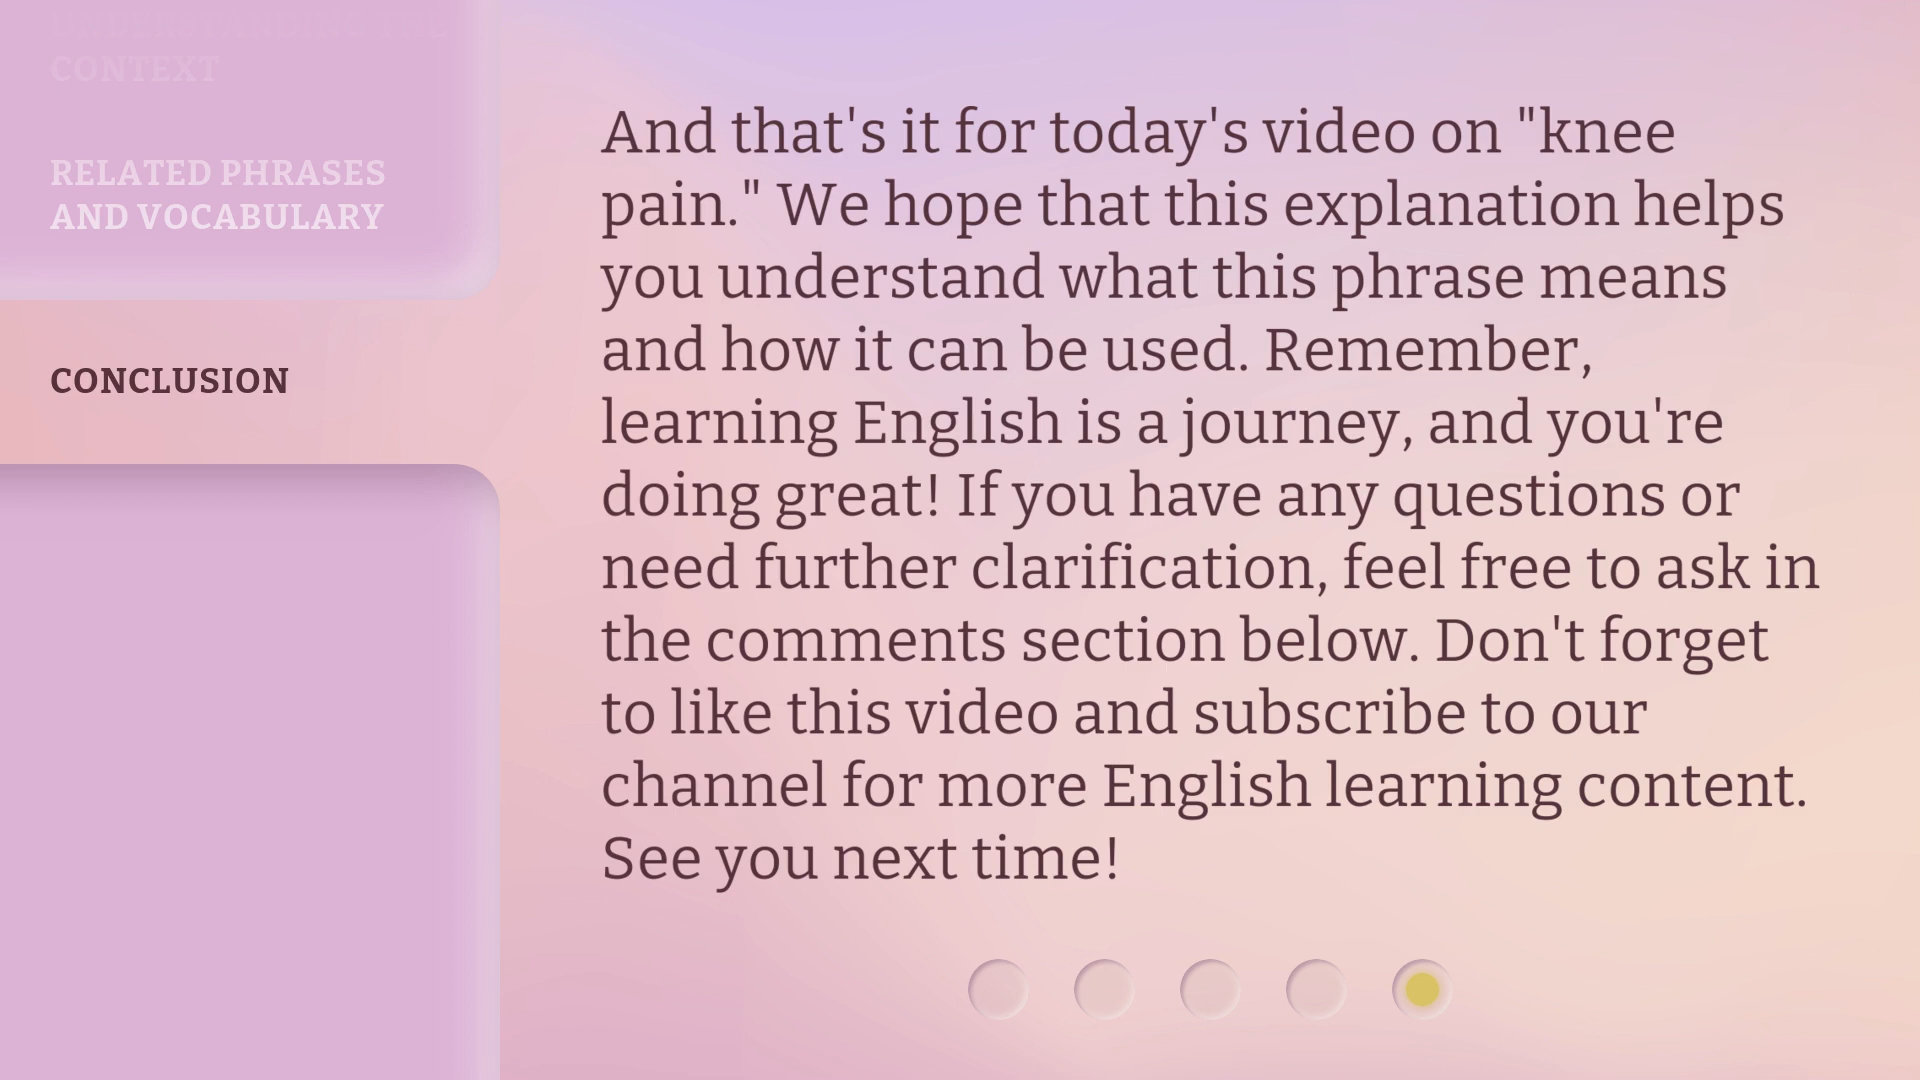 UNDERSTANDING THE
CONTEXT
RELATED PHRASES
AND VOCABULARY
CONCLUSION
And that's it for today's video on "knee
pain." We hope that this explanation helps
you understand what this phrase means
and how it can be used. Remember,
learning English is a journey, and you're
doing great! If you have any questions or
need further clarification, feel free to ask in
the comments section below. Don't forget
to like this video and subscribe to our
channel for more English learning content.
See you next time!